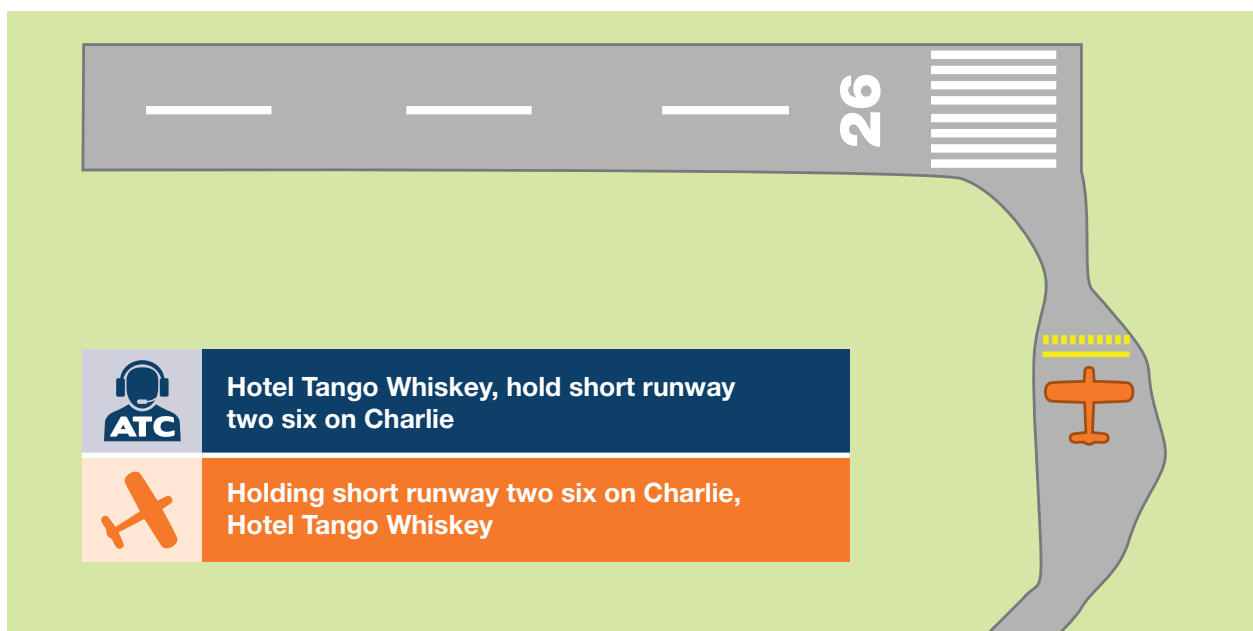 26
ATC
Hotel Tango Whiskey, hold short runway
two six on Charlie
Holding short runway two six on Charlie,
Hotel Tango Whiskey